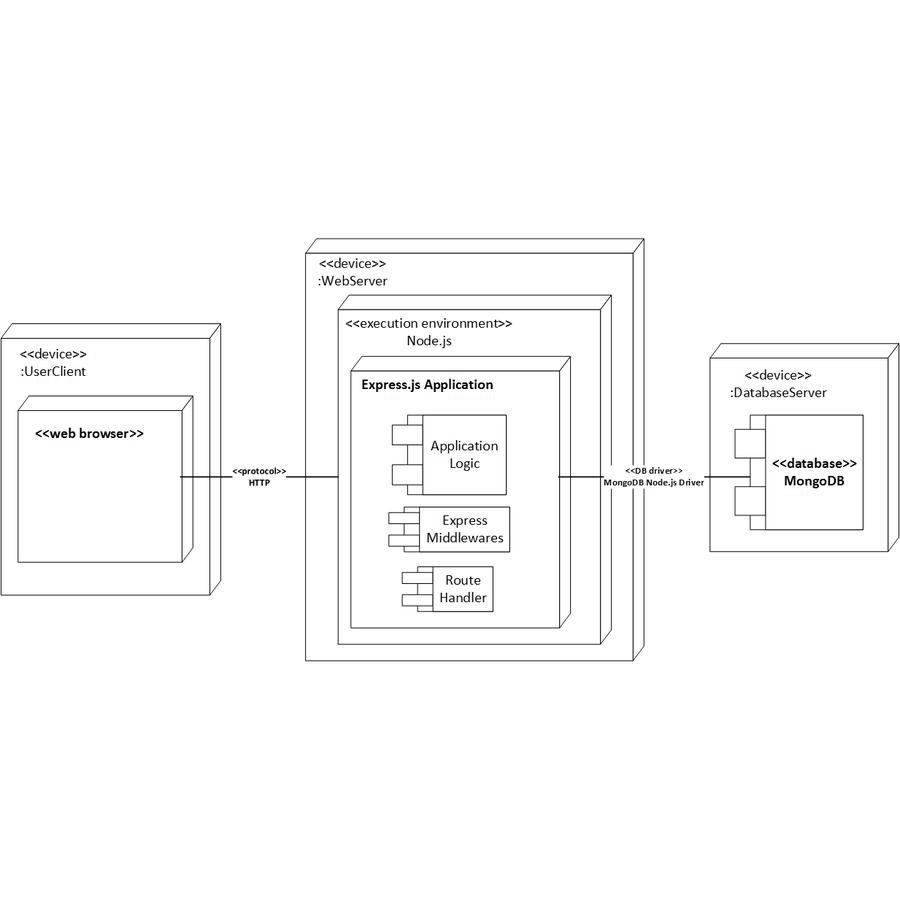 <<device>>
:UserClient
<<web browser>>
<<protocol>>
HTTP
<<device>>
:WebServer
<<execution environment>>
Node.js
Express.js Application
Application
Logic
Express
Middlewares
Route
Handler
<<DB driver>>
MongoDB Node.js Driver
<<device>>
:DatabaseServer
<<database>>
MongoDB